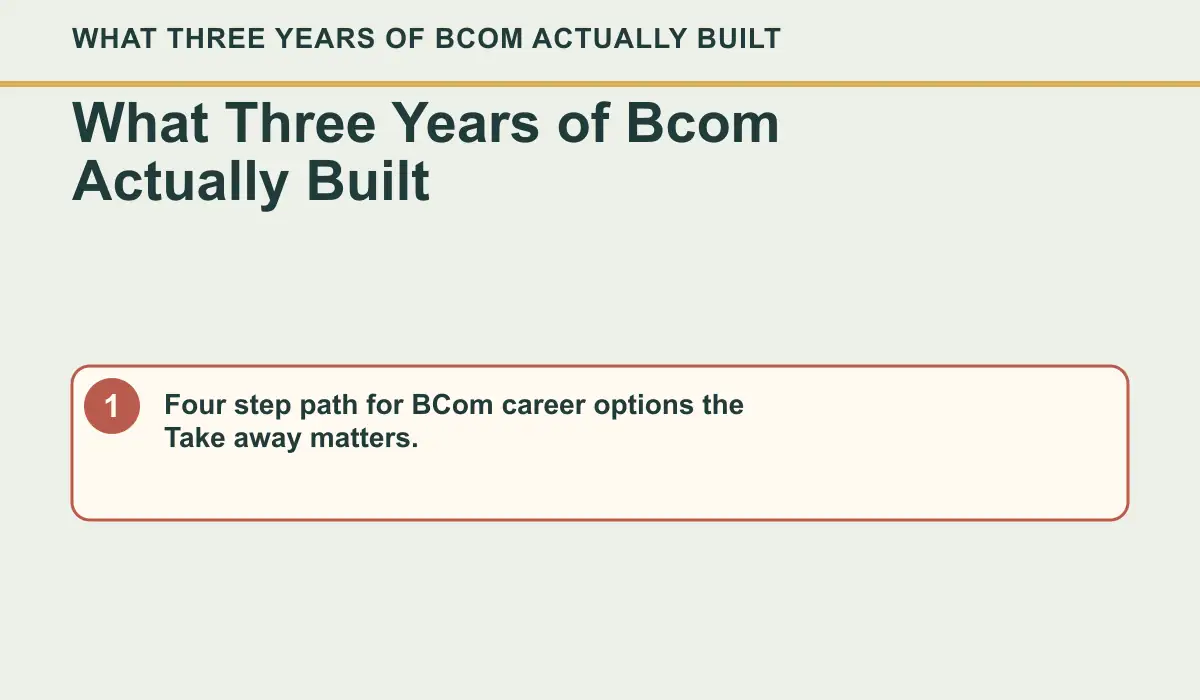 WHAT THREE YEARS OF BCOM ACTUALLY BUILT
What Three Years of Bcom
Actually Built
1
Four step path for BCom career options the
Take away matters.